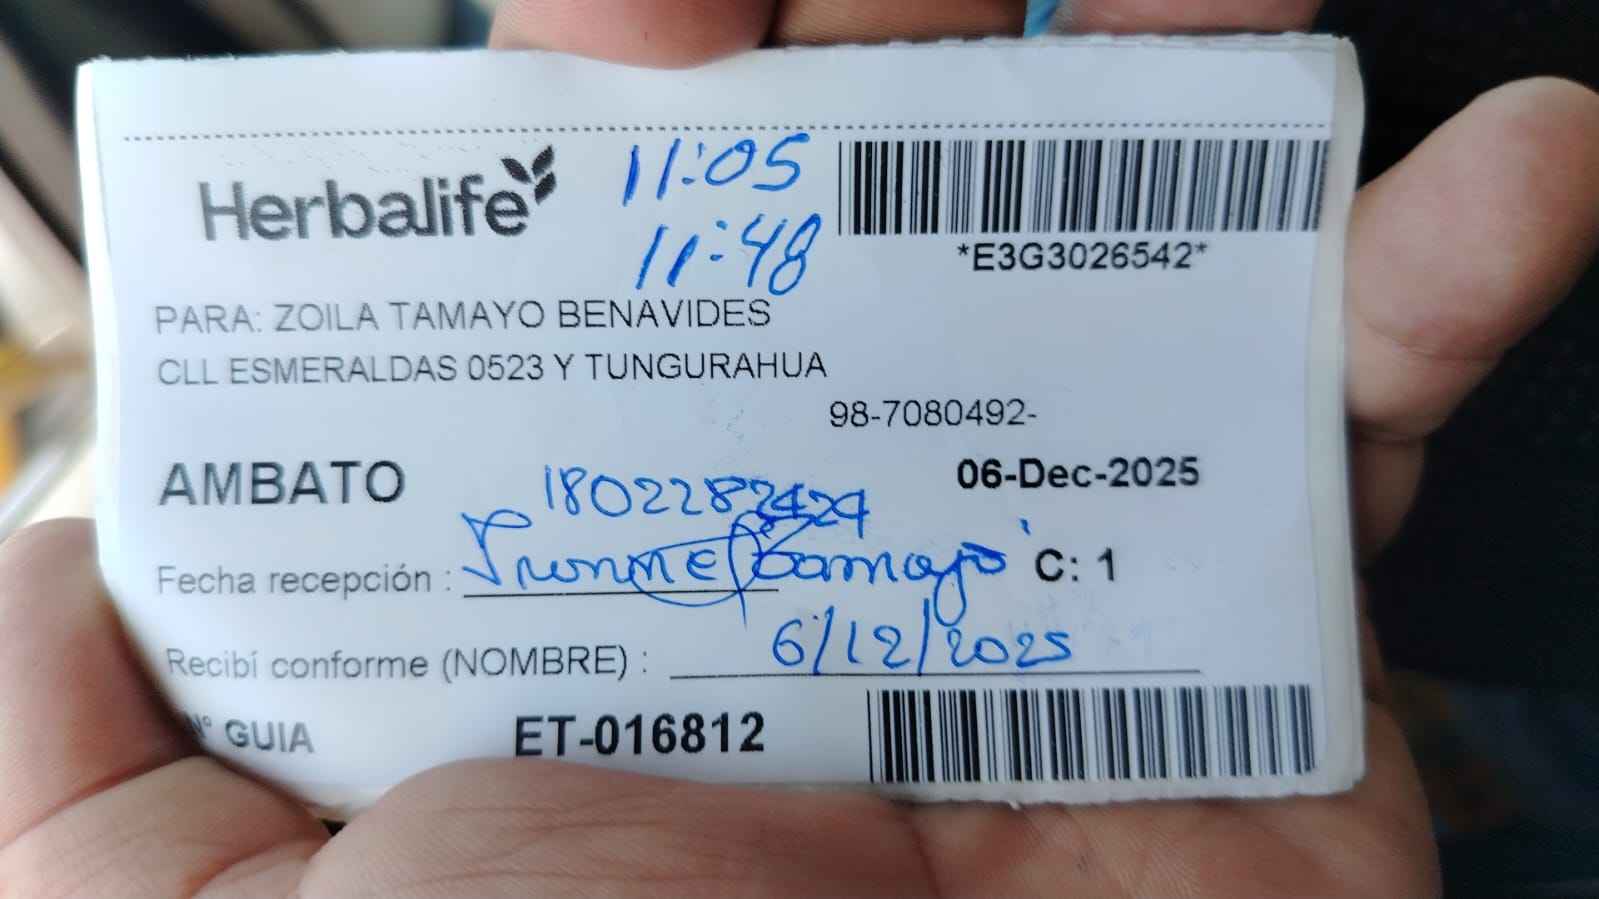 Herbalife
11:05
11:48
*E3G3026542*
PARA: ZOILA TAMAYO BENAVIDES
CLL ESMERALDAS 0523 Y TUNGURAHUA
98-7080492-
AMBATO
06-Dec-2025
Fecha recepción :
C: 1
6/12/2025
Recibí conforme (NOMBRE) :
Nº GUIA ET-016812